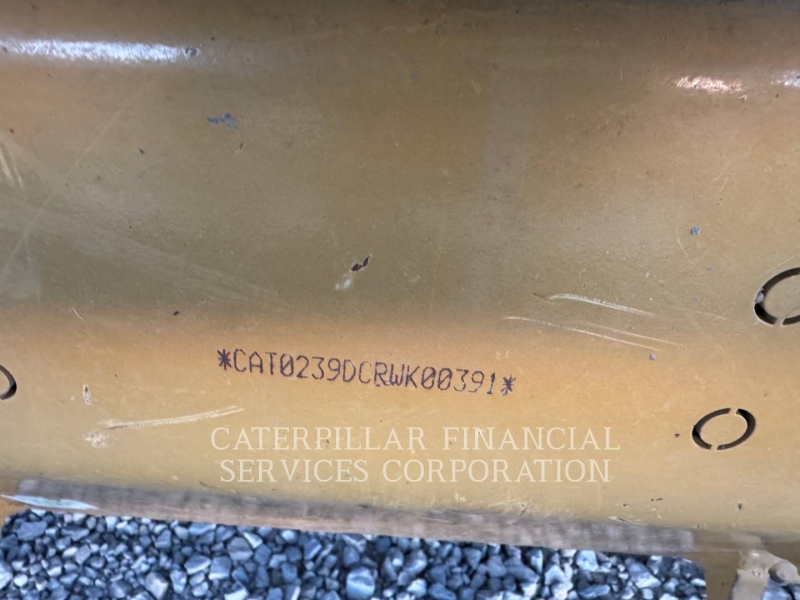 *CAT0239DCRWK00391*
CATERPILLAR FINANCIAL
SERVICES CORPORATION